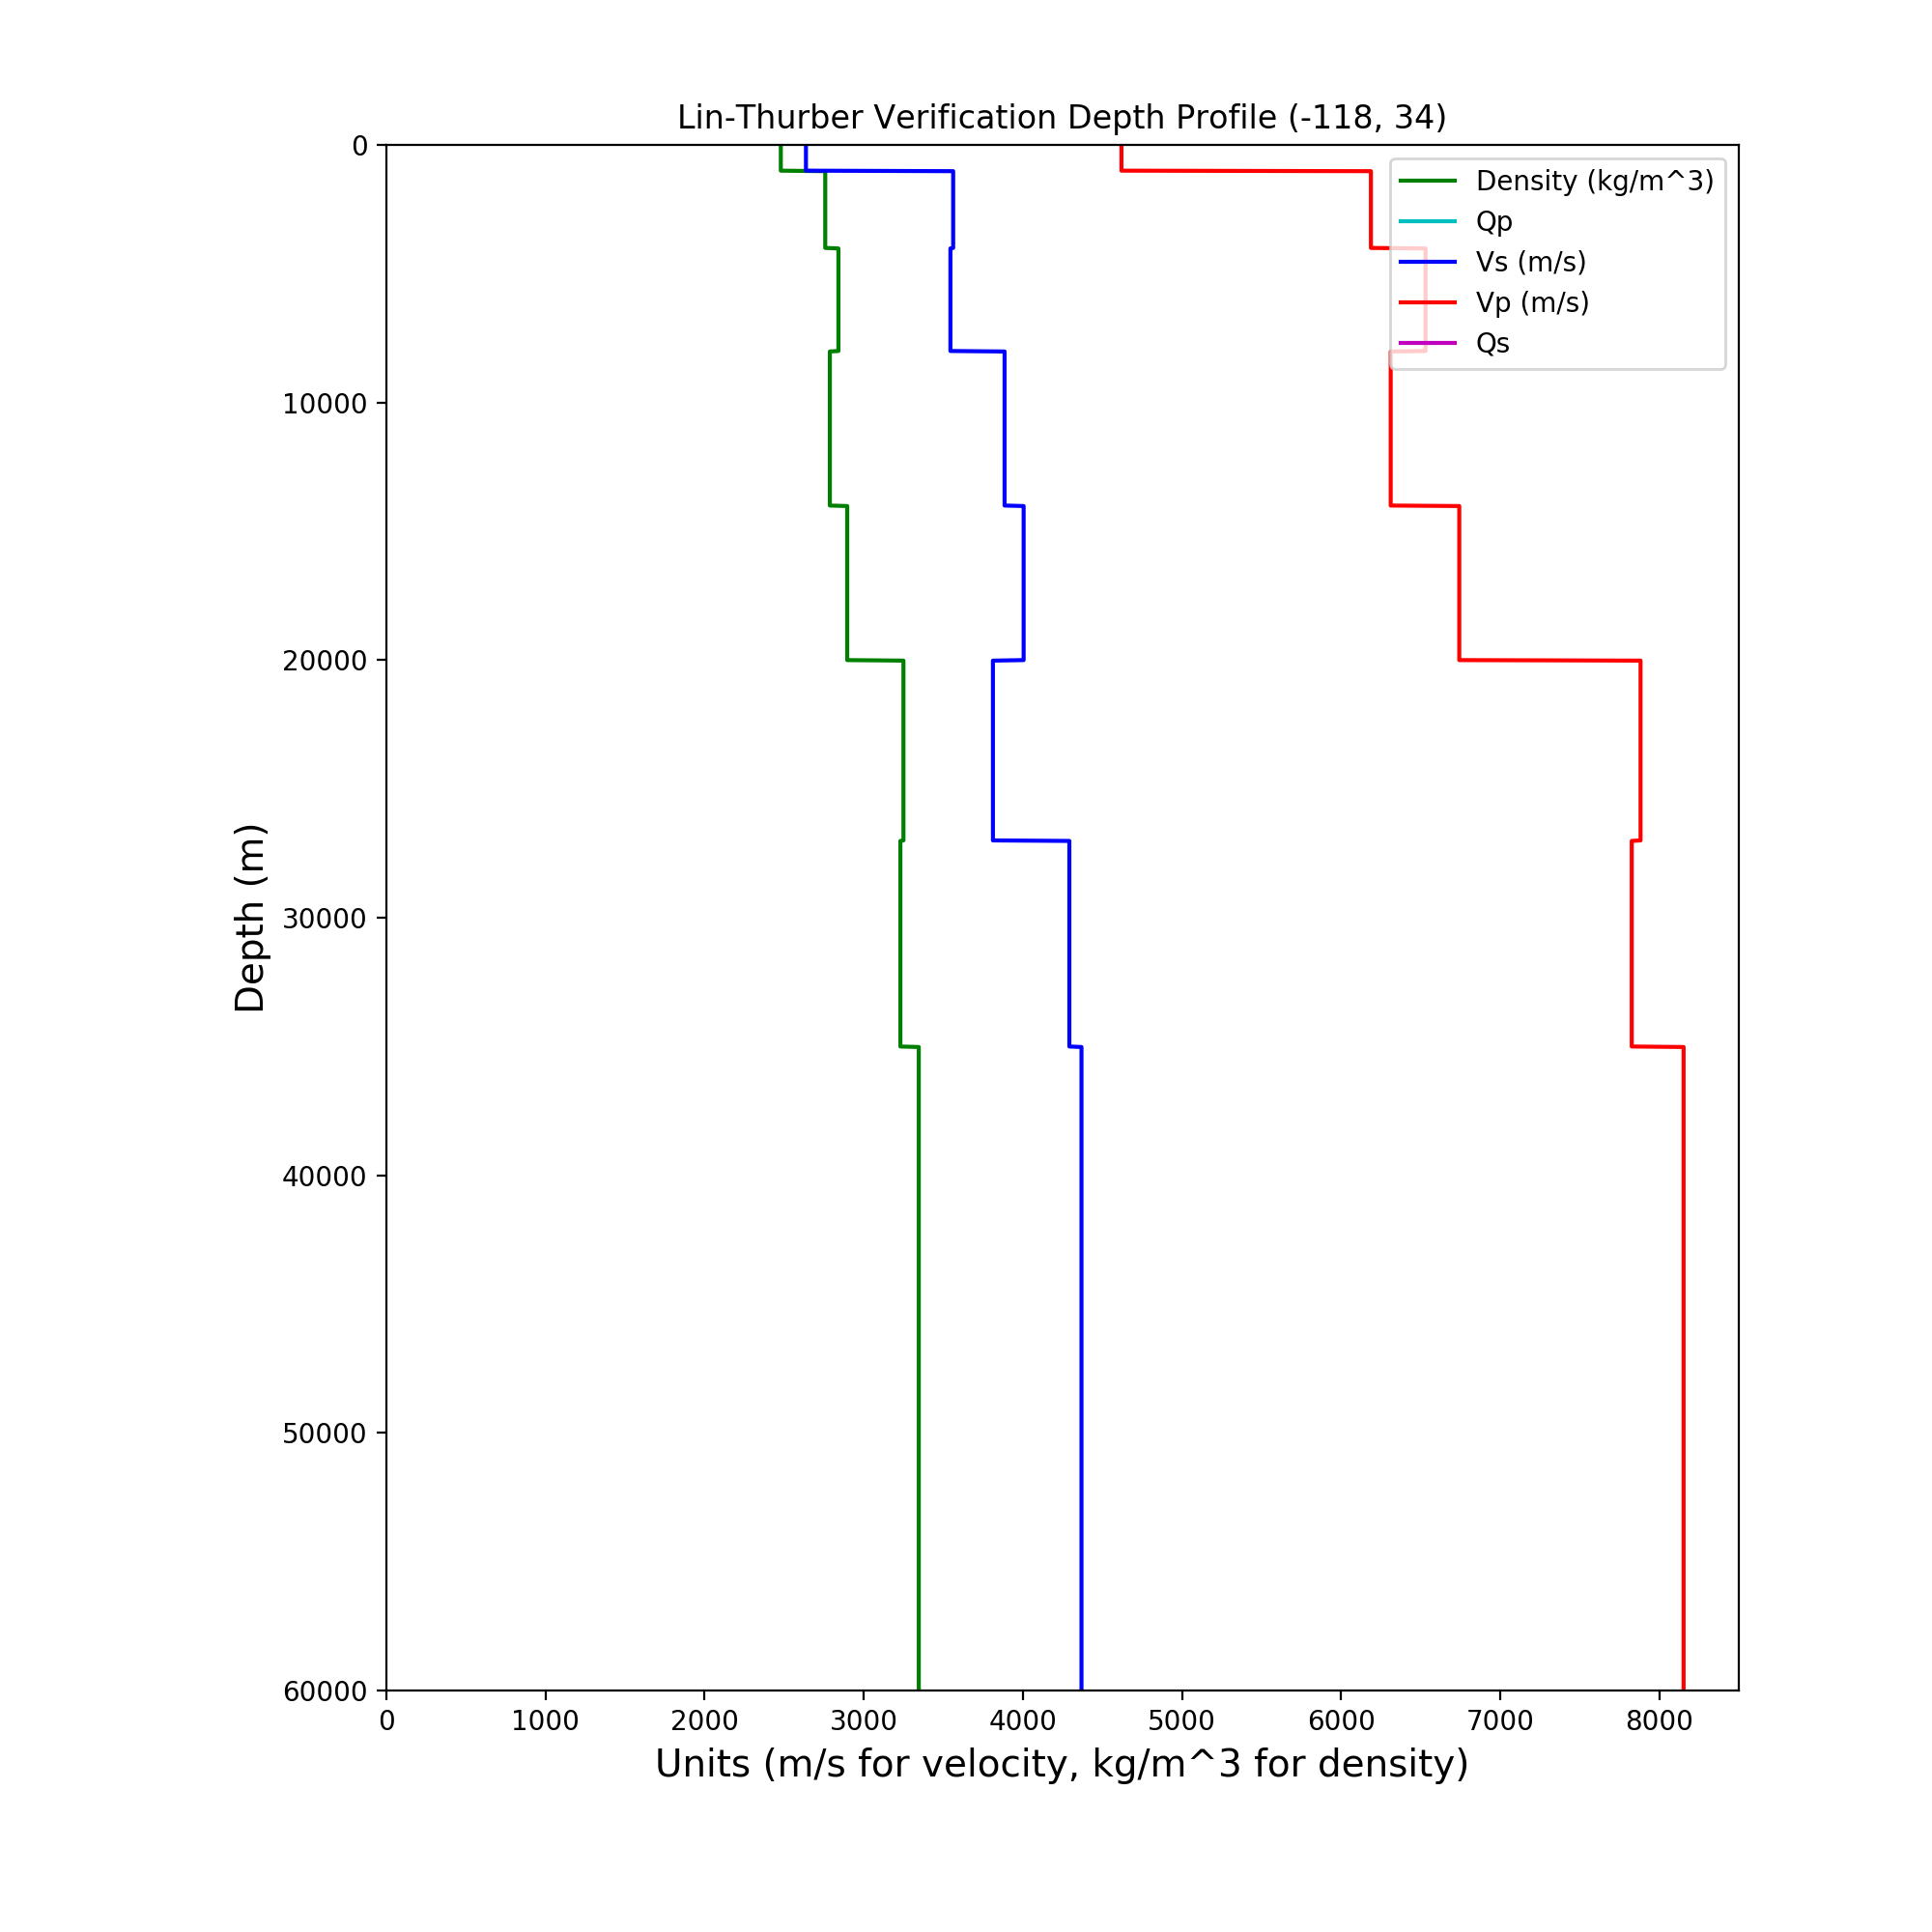 Lin-Thurber Verification Depth Profile (-118, 34)
Density (kg/m^3)
Qp
Vs (m/s)
Vp (m/s)
Qs
Depth (m)
0
10000
20000
30000
40000
50000
60000
0 1000 2000 3000 4000 5000 6000 7000 8000
Units (m/s for velocity, kg/m^3 for density)